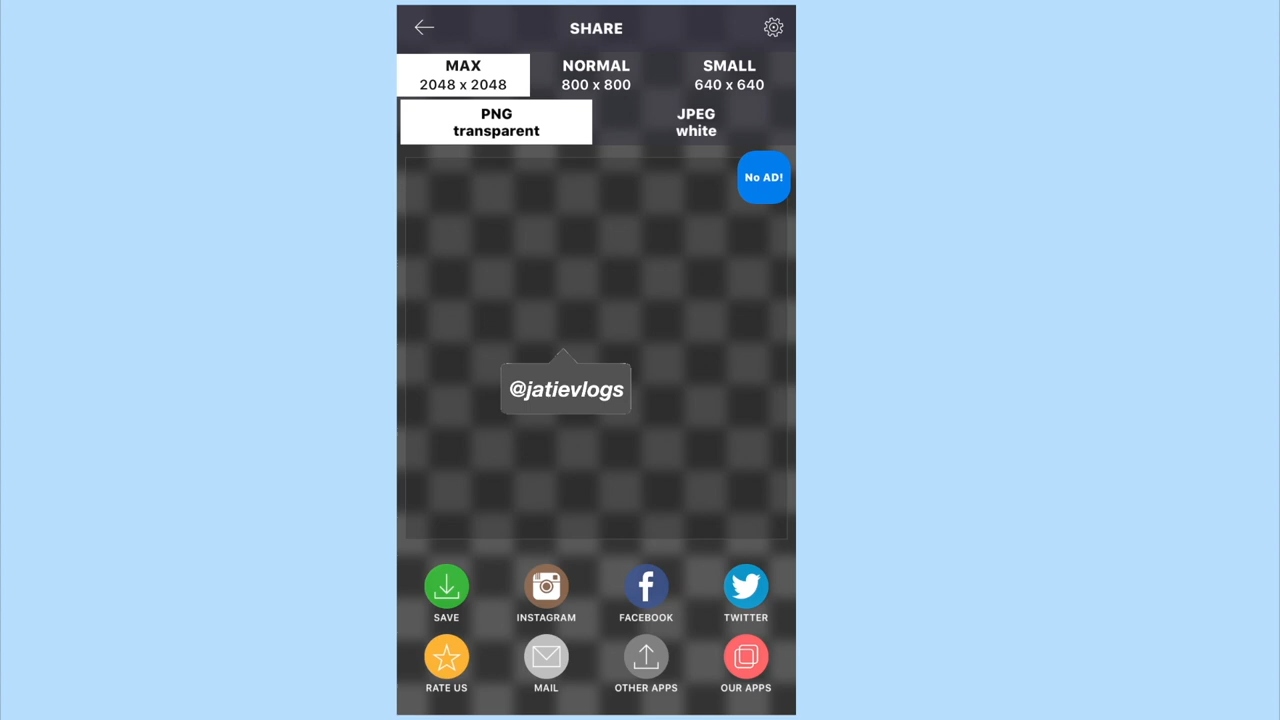 SHARE
MAX
2048 x 2048
NORMAL
800 x 800
SMALL
640 x 640
PNG
transparent
JPEG
white
No AD!
@jatievlogs
SAVE
INSTAGRAM
FACEBOOK
TWITTER
RATE US
MAIL
OTHER APPS
OUR APPS